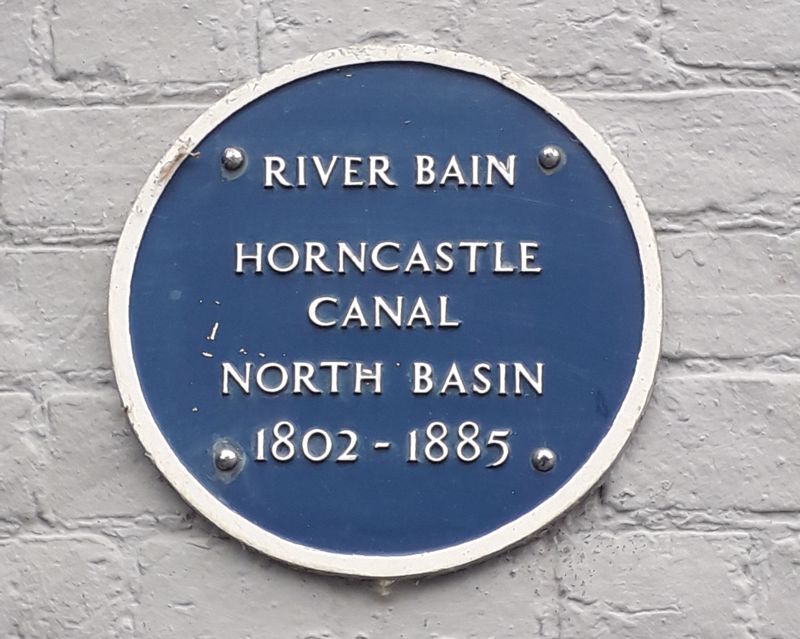 RIVER BAIN
HORNCASTLE
CANAL
NORTH BASIN
1802 - 1885